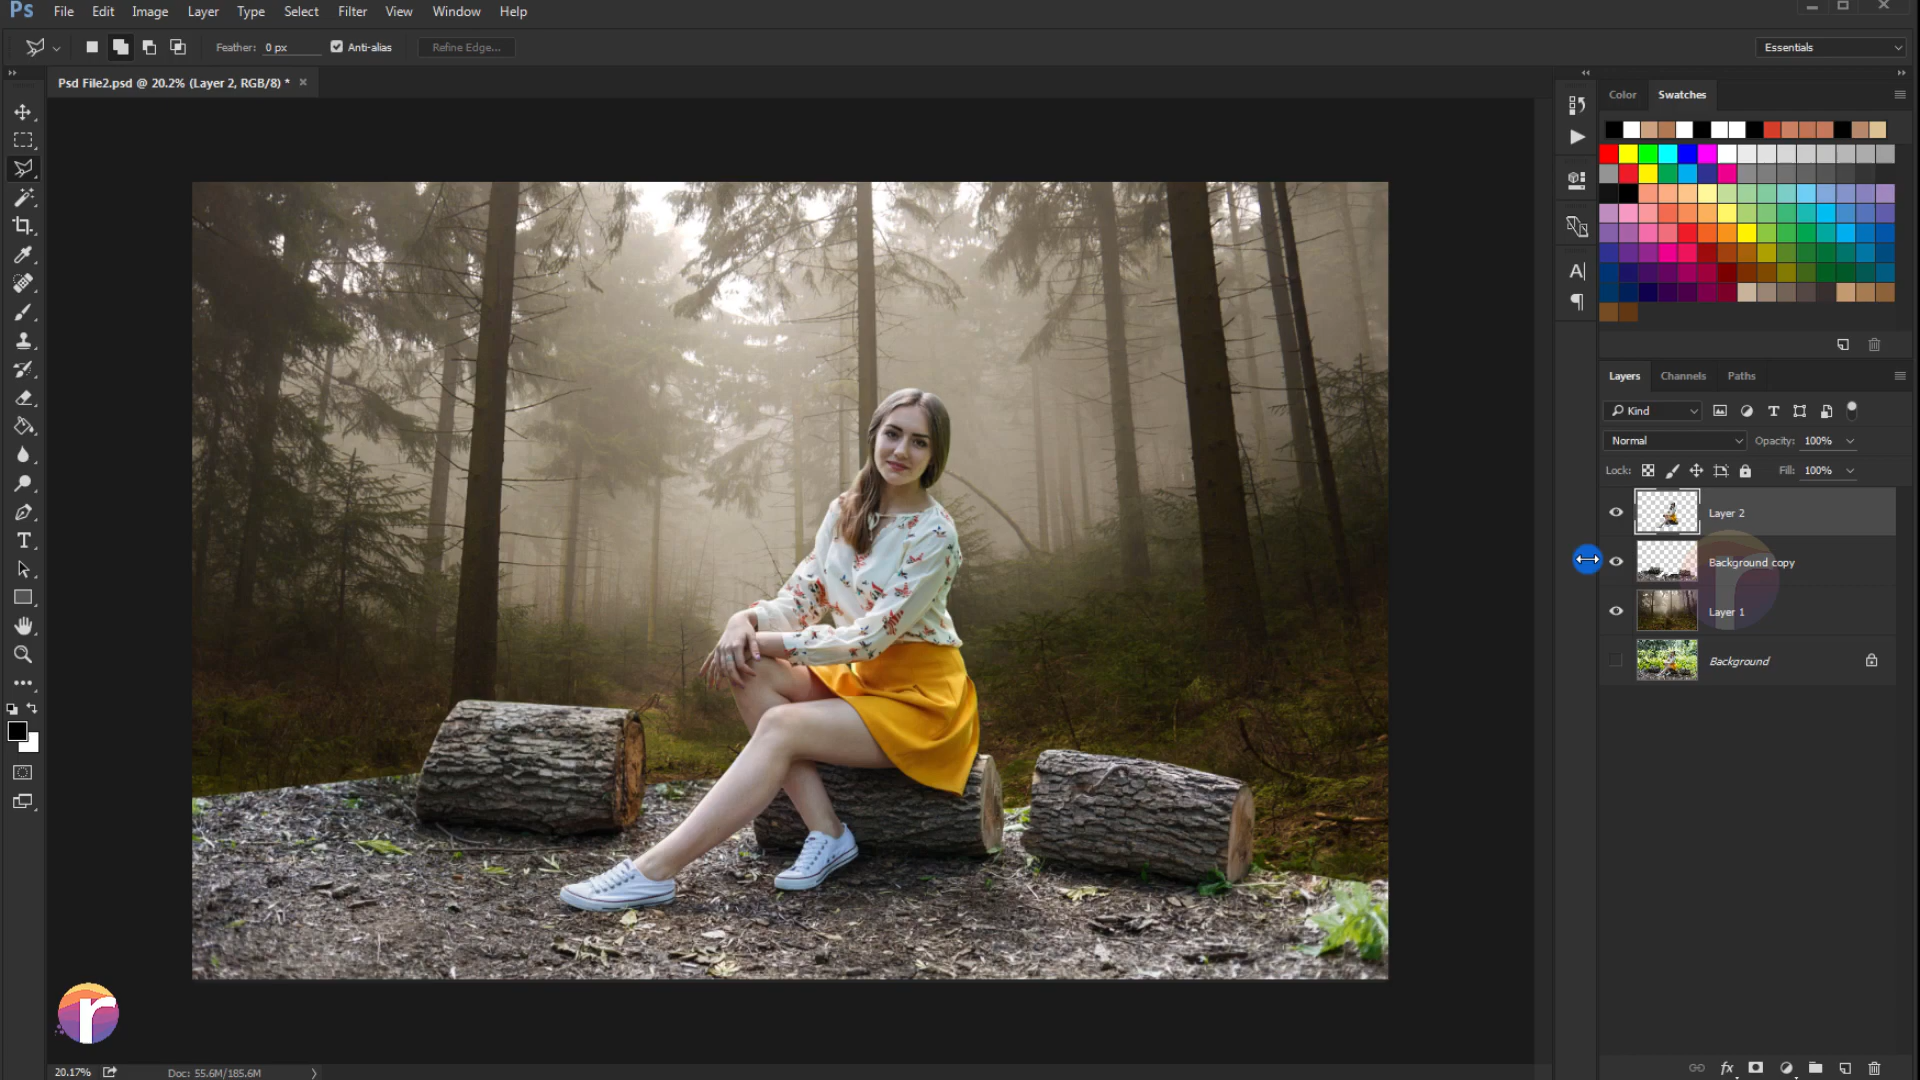 Ps File Edit Image Layer Type Select Filter View Window Help
Feather: 0 px Anti-alias Refine Edge... Essentials
Psd File2.psd @ 20.2% (Layer 2, RGB/8) * ×
Color Swatches
Layers Channels Paths
Kind
Normal Opacity: 100%
Lock: Fill: 100%
Layer 2
Background copy
Layer 1
Background
r
20.17% Doc: 55.6M/185.6M
fx